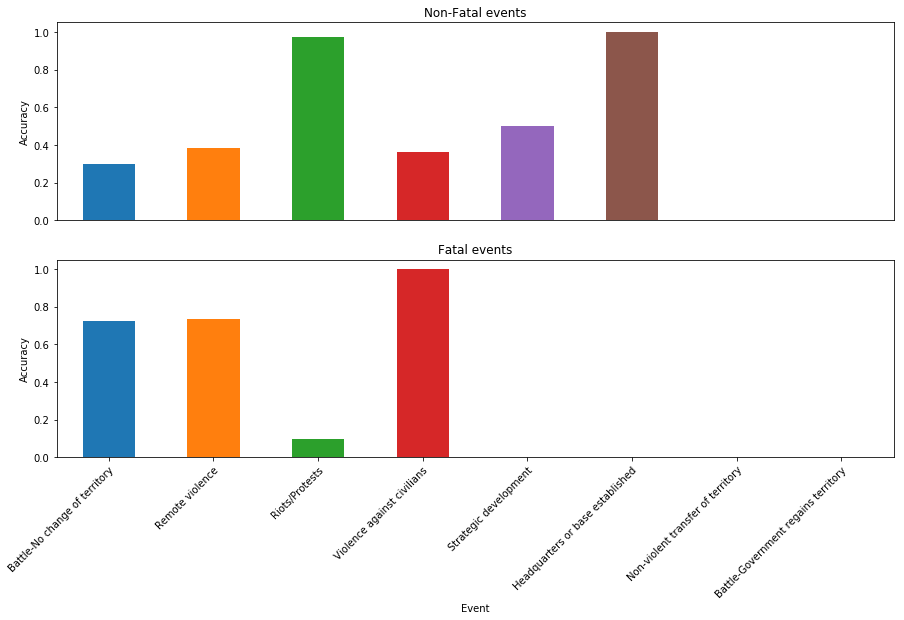 Non-Fatal events
1.0
0.8
0.6
0.4
0.2
0.0
Accuracy
Fatal events
1.0
0.8
0.6
0.4
0.2
0.0
Accuracy
Battle-No change of territory
Remote violence
Riots/Protests
Violence against civilians
Strategic development
Headquarters or base established
Non-violent transfer of territory
Battle-Government regains territory
Event